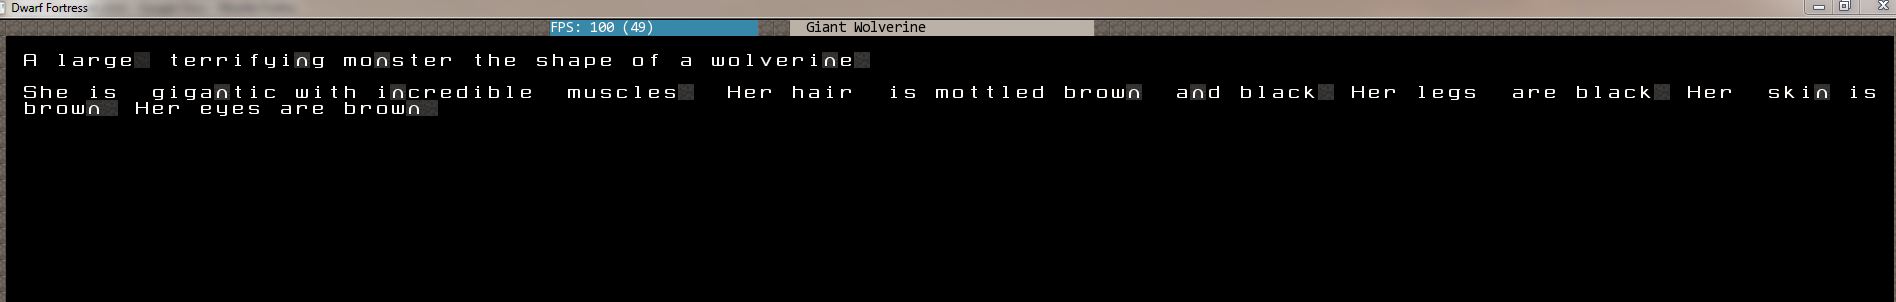 Dwarf Fortress
FPS: 100 (49) Giant Wolverine
A large terrifying monster the shape of a wolverine
She is gigantic with incredible muscles Her hair is mottled brown and black Her legs are black Her skin is
brown Her eyes are brown